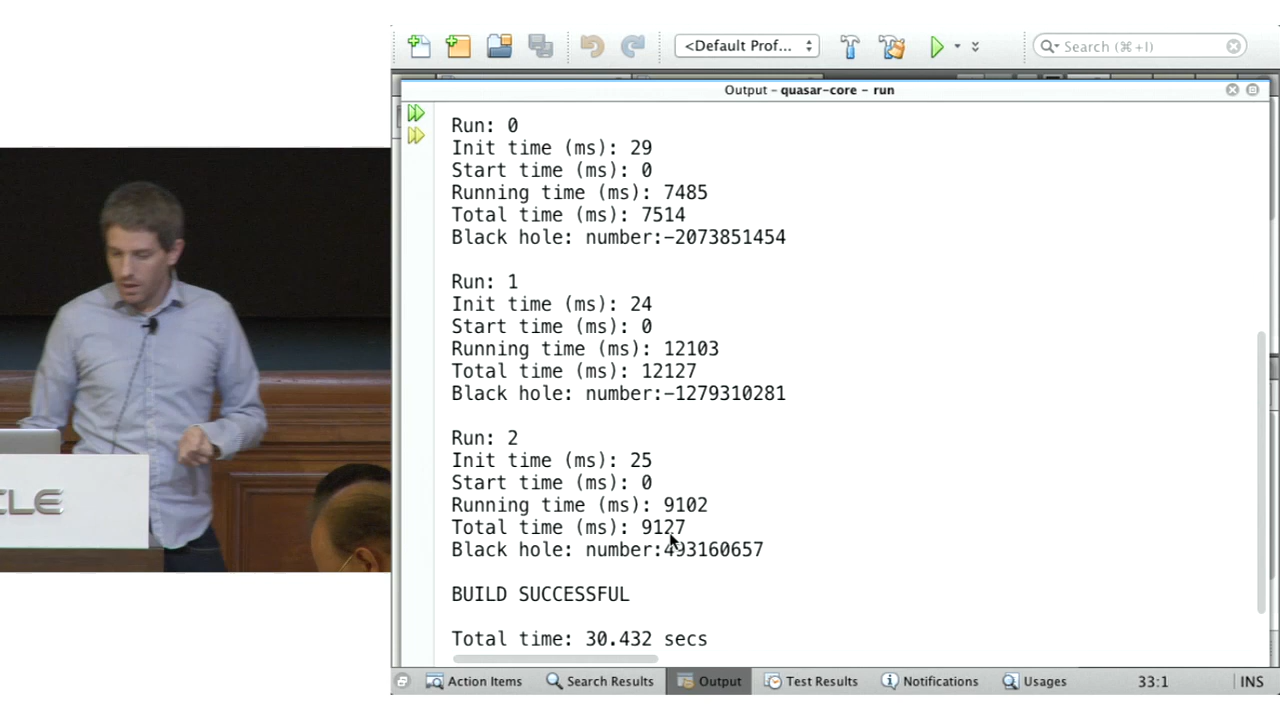 <Default Prof...
Search (⌘+I)
Output - quasar-core - run
Run: 0
Init time (ms): 29
Start time (ms): 0
Running time (ms): 7485
Total time (ms): 7514
Black hole: number:-2073851454
Run: 1
Init time (ms): 24
Start time (ms): 0
Running time (ms): 12103
Total time (ms): 12127
Black hole: number:-1279310281
Run: 2
Init time (ms): 25
Start time (ms): 0
Running time (ms): 9102
Total time (ms): 9127
Black hole: number:493160657
BUILD SUCCESSFUL
Total time: 30.432 secs
Action Items
Search Results
Output
Test Results
Notifications
Usages
33:1
INS
CLE